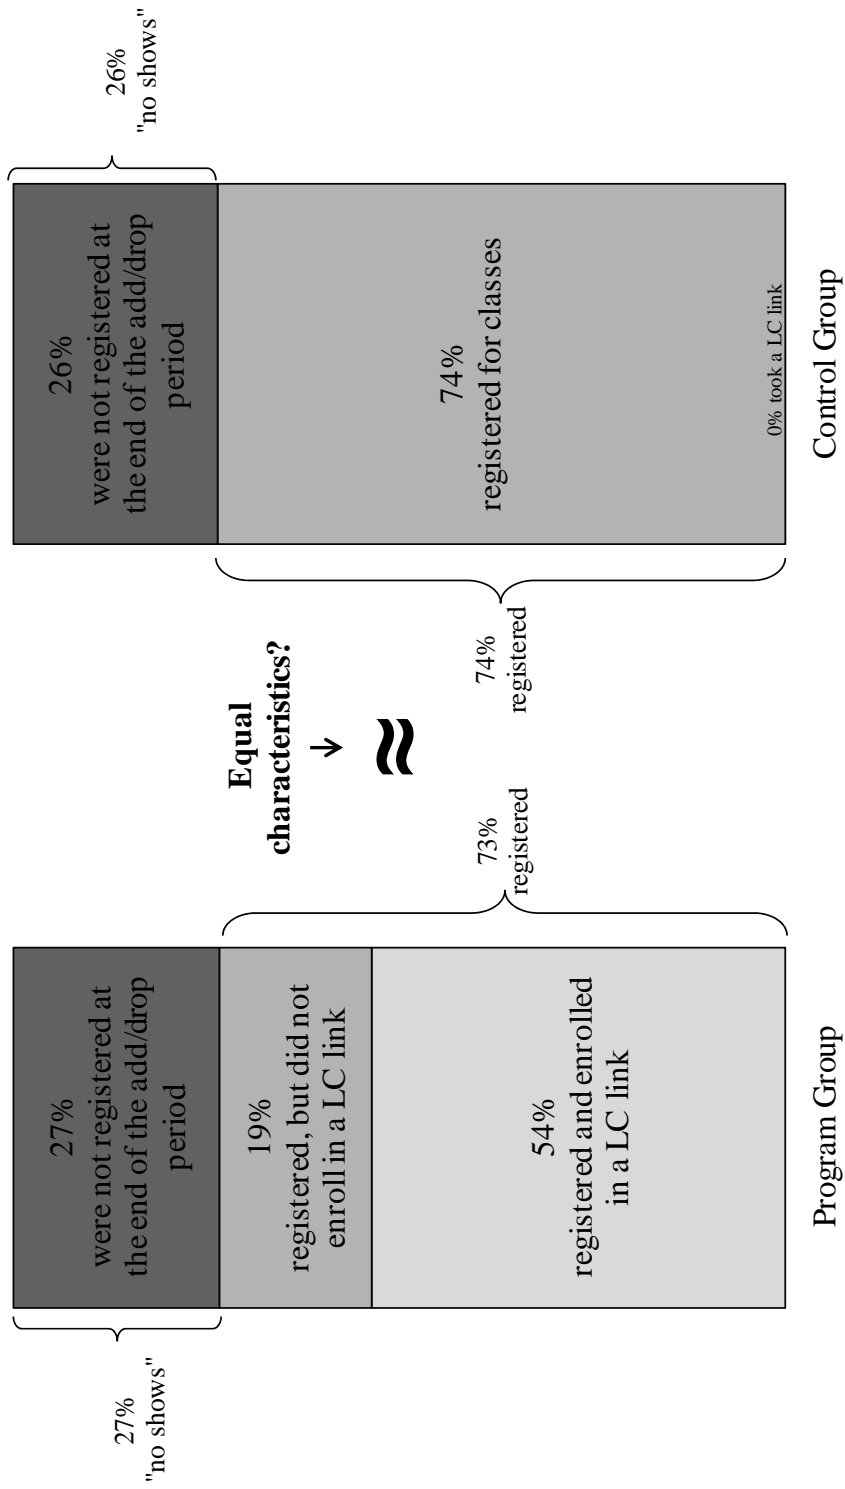 27%
"no shows"
27%
were not registered at
the end of the add/drop
period
19%
registered, but did not
enroll in a LC link
54%
registered and enrolled
in a LC link
Program Group
73%
registered
Equal
characteristics?
≈
74%
registered
26%
were not registered at
the end of the add/drop
period
74%
registered for classes
0% took a LC link
Control Group
26%
"no shows"